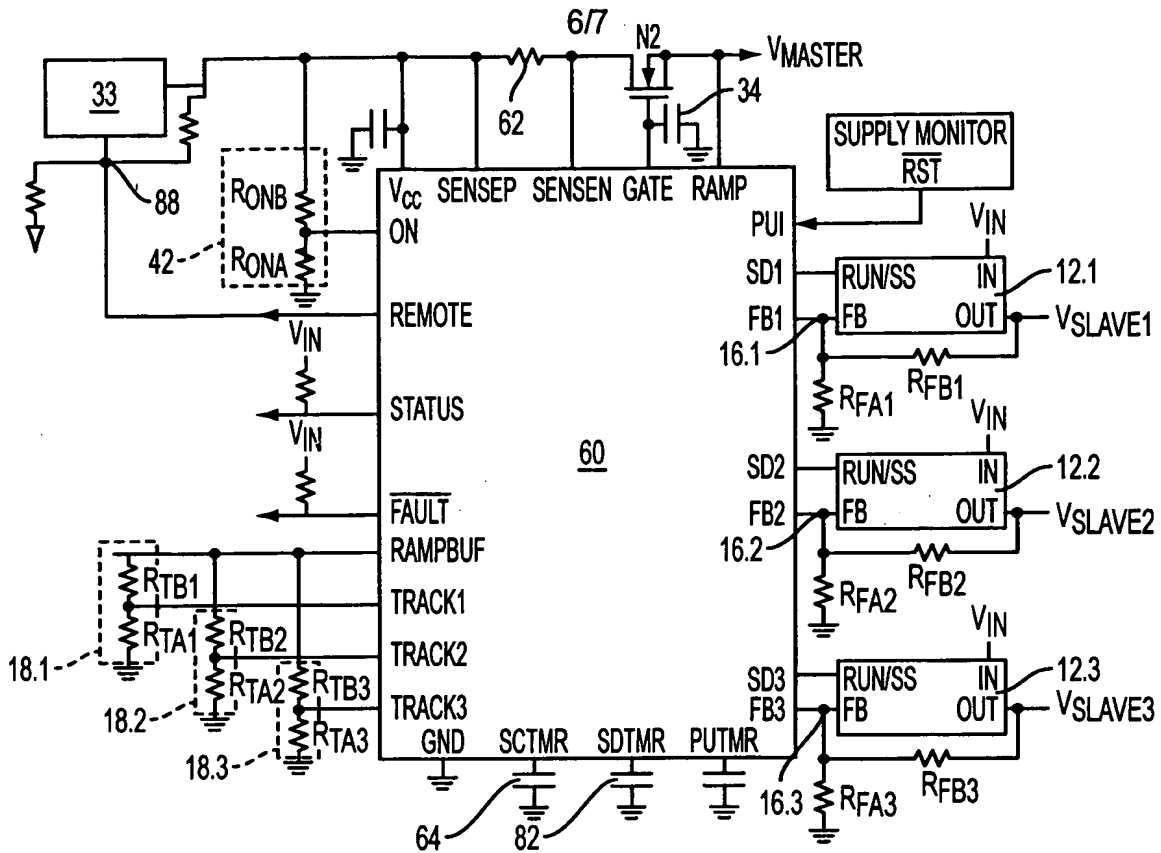 6/7
33
62
N2
VMASTER
34
88
SUPPLY MONITOR
RST
VCC
SENSEP
SENSEN
GATE
RAMP
RONB
ON
RONA
42
PUI
VIN
SD1
RUN/SS
IN
12.1
REMOTE
FB1
FB
OUT
VSLAVE1
VIN
16.1
RFB1
RFA1
STATUS
VIN
VIN
60
SD2
RUN/SS
IN
12.2
FAULT
FB2
FB
OUT
VSLAVE2
RAMPBUF
16.2
RFB2
RTB1
RFA2
TRACK1
RTA1
RTB2
VIN
18.1
TRACK2
RTA2
RTB3
SD3
RUN/SS
IN
12.3
18.2
TRACK3
FB3
FB
OUT
VSLAVE3
RTA3
18.3
GND
SCTMR
SDTMR
PUTMR
16.3
RFB3
RFA3
64
82